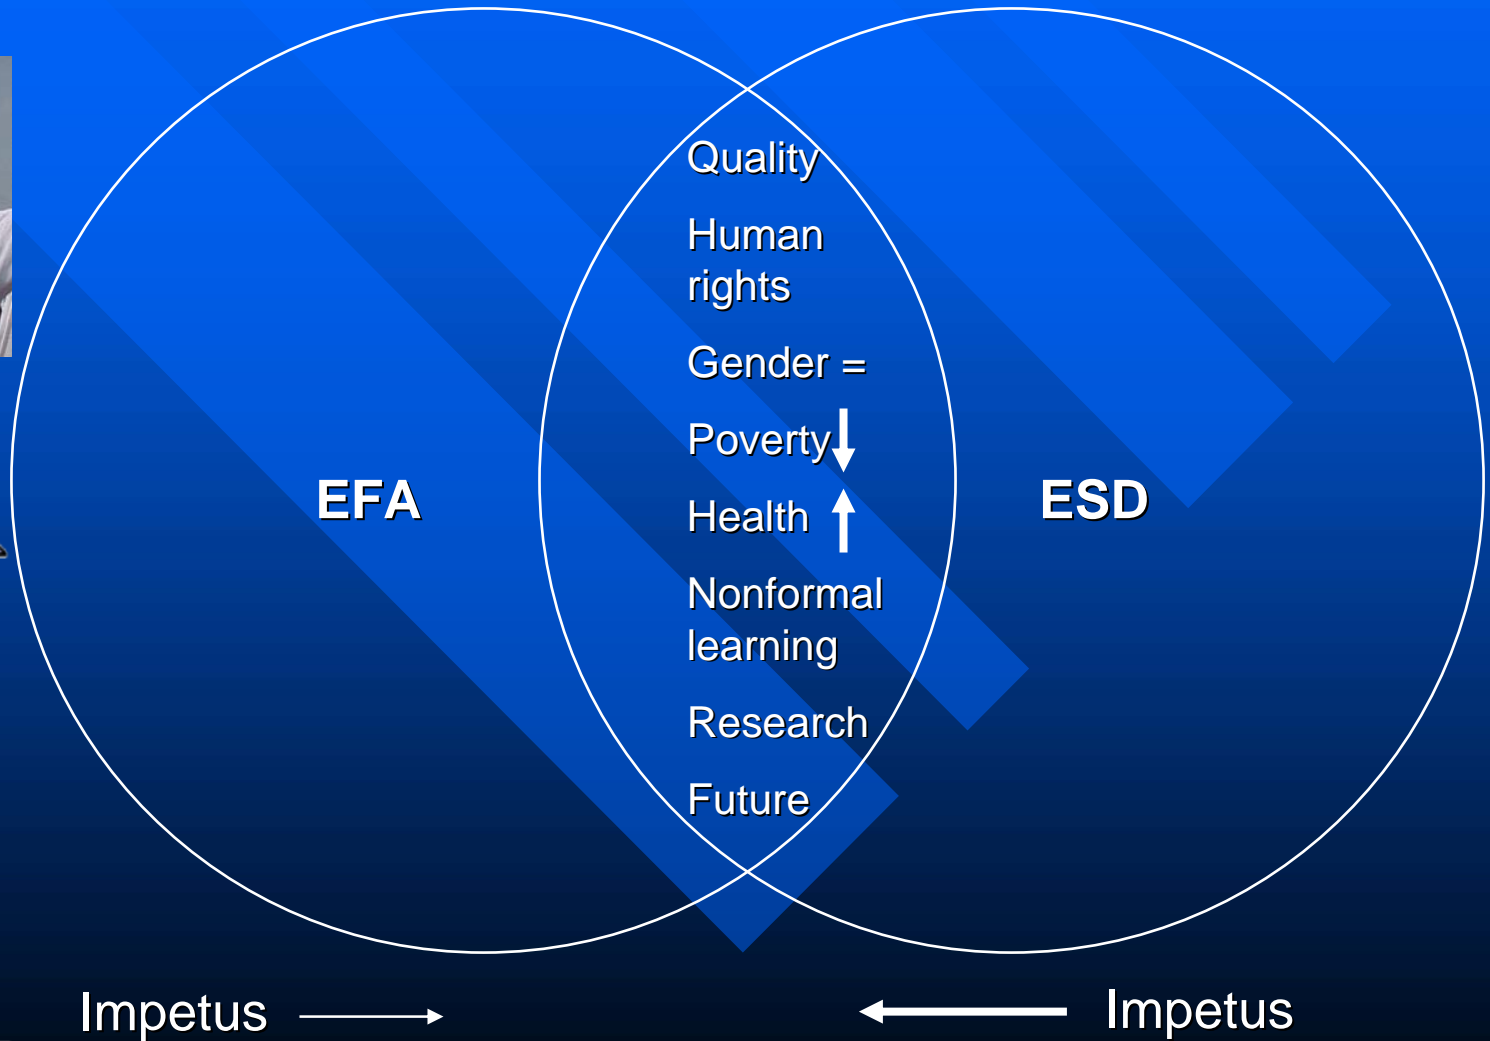 Quality
Human
rights
Gender =
Poverty
EFA
ESD
Health
Nonformal
learning
Research
Future
Impetus
Impetus